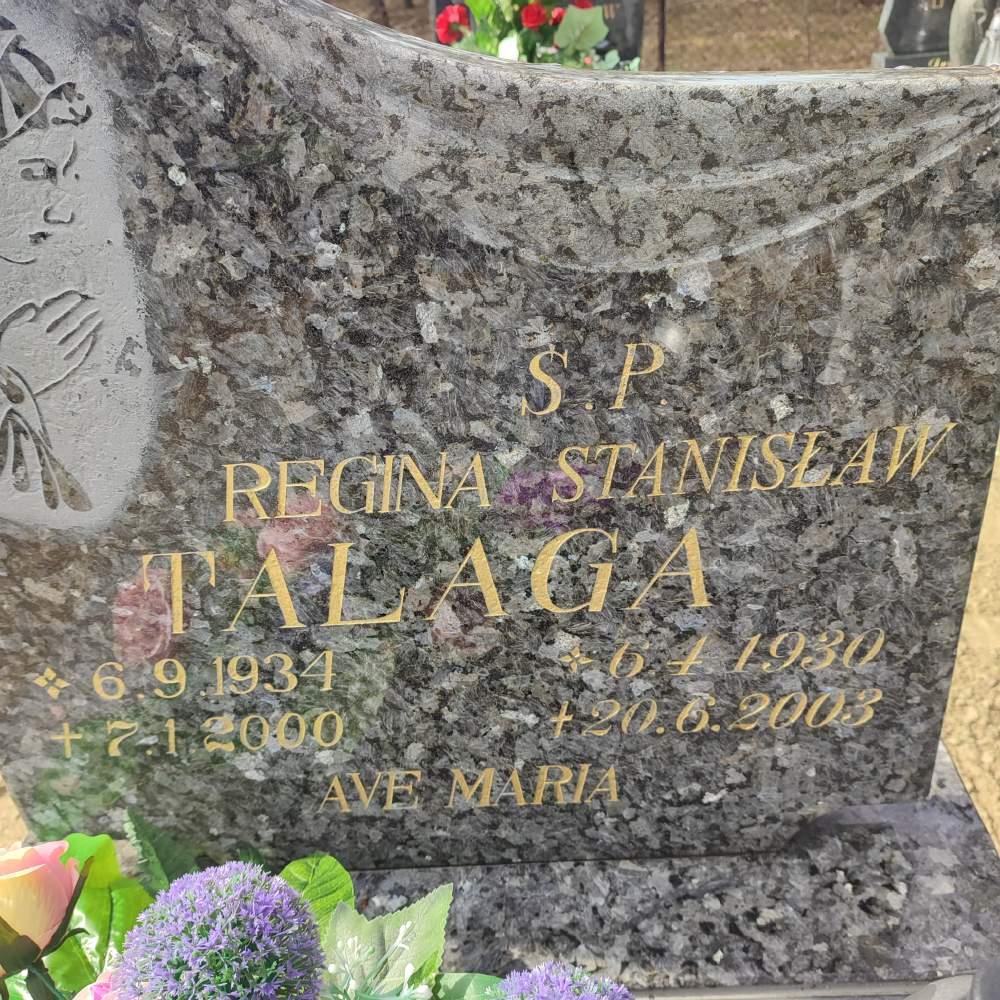 S.P.
REGINA STANISŁAW
TALAGA
6.9.1934 6.4.1930
+7.1.2000 +20.6.2003
AVE MARIA